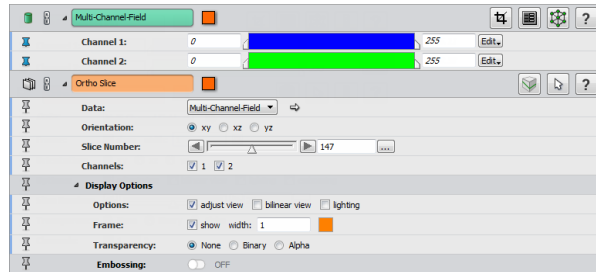 Multi-Channel-Field ?
Channel 1: 0 255 Edit
Channel 2: 0 255 Edit
Ortho Slice ?
Data: Multi-Channel-Field
Orientation: xy xz yz
Slice Number: 147 ...
Channels: 1 2
Display Options
Options: adjust view bilinear view lighting
Frame: show width: 1
Transparency: None Binary Alpha
Embossing: OFF